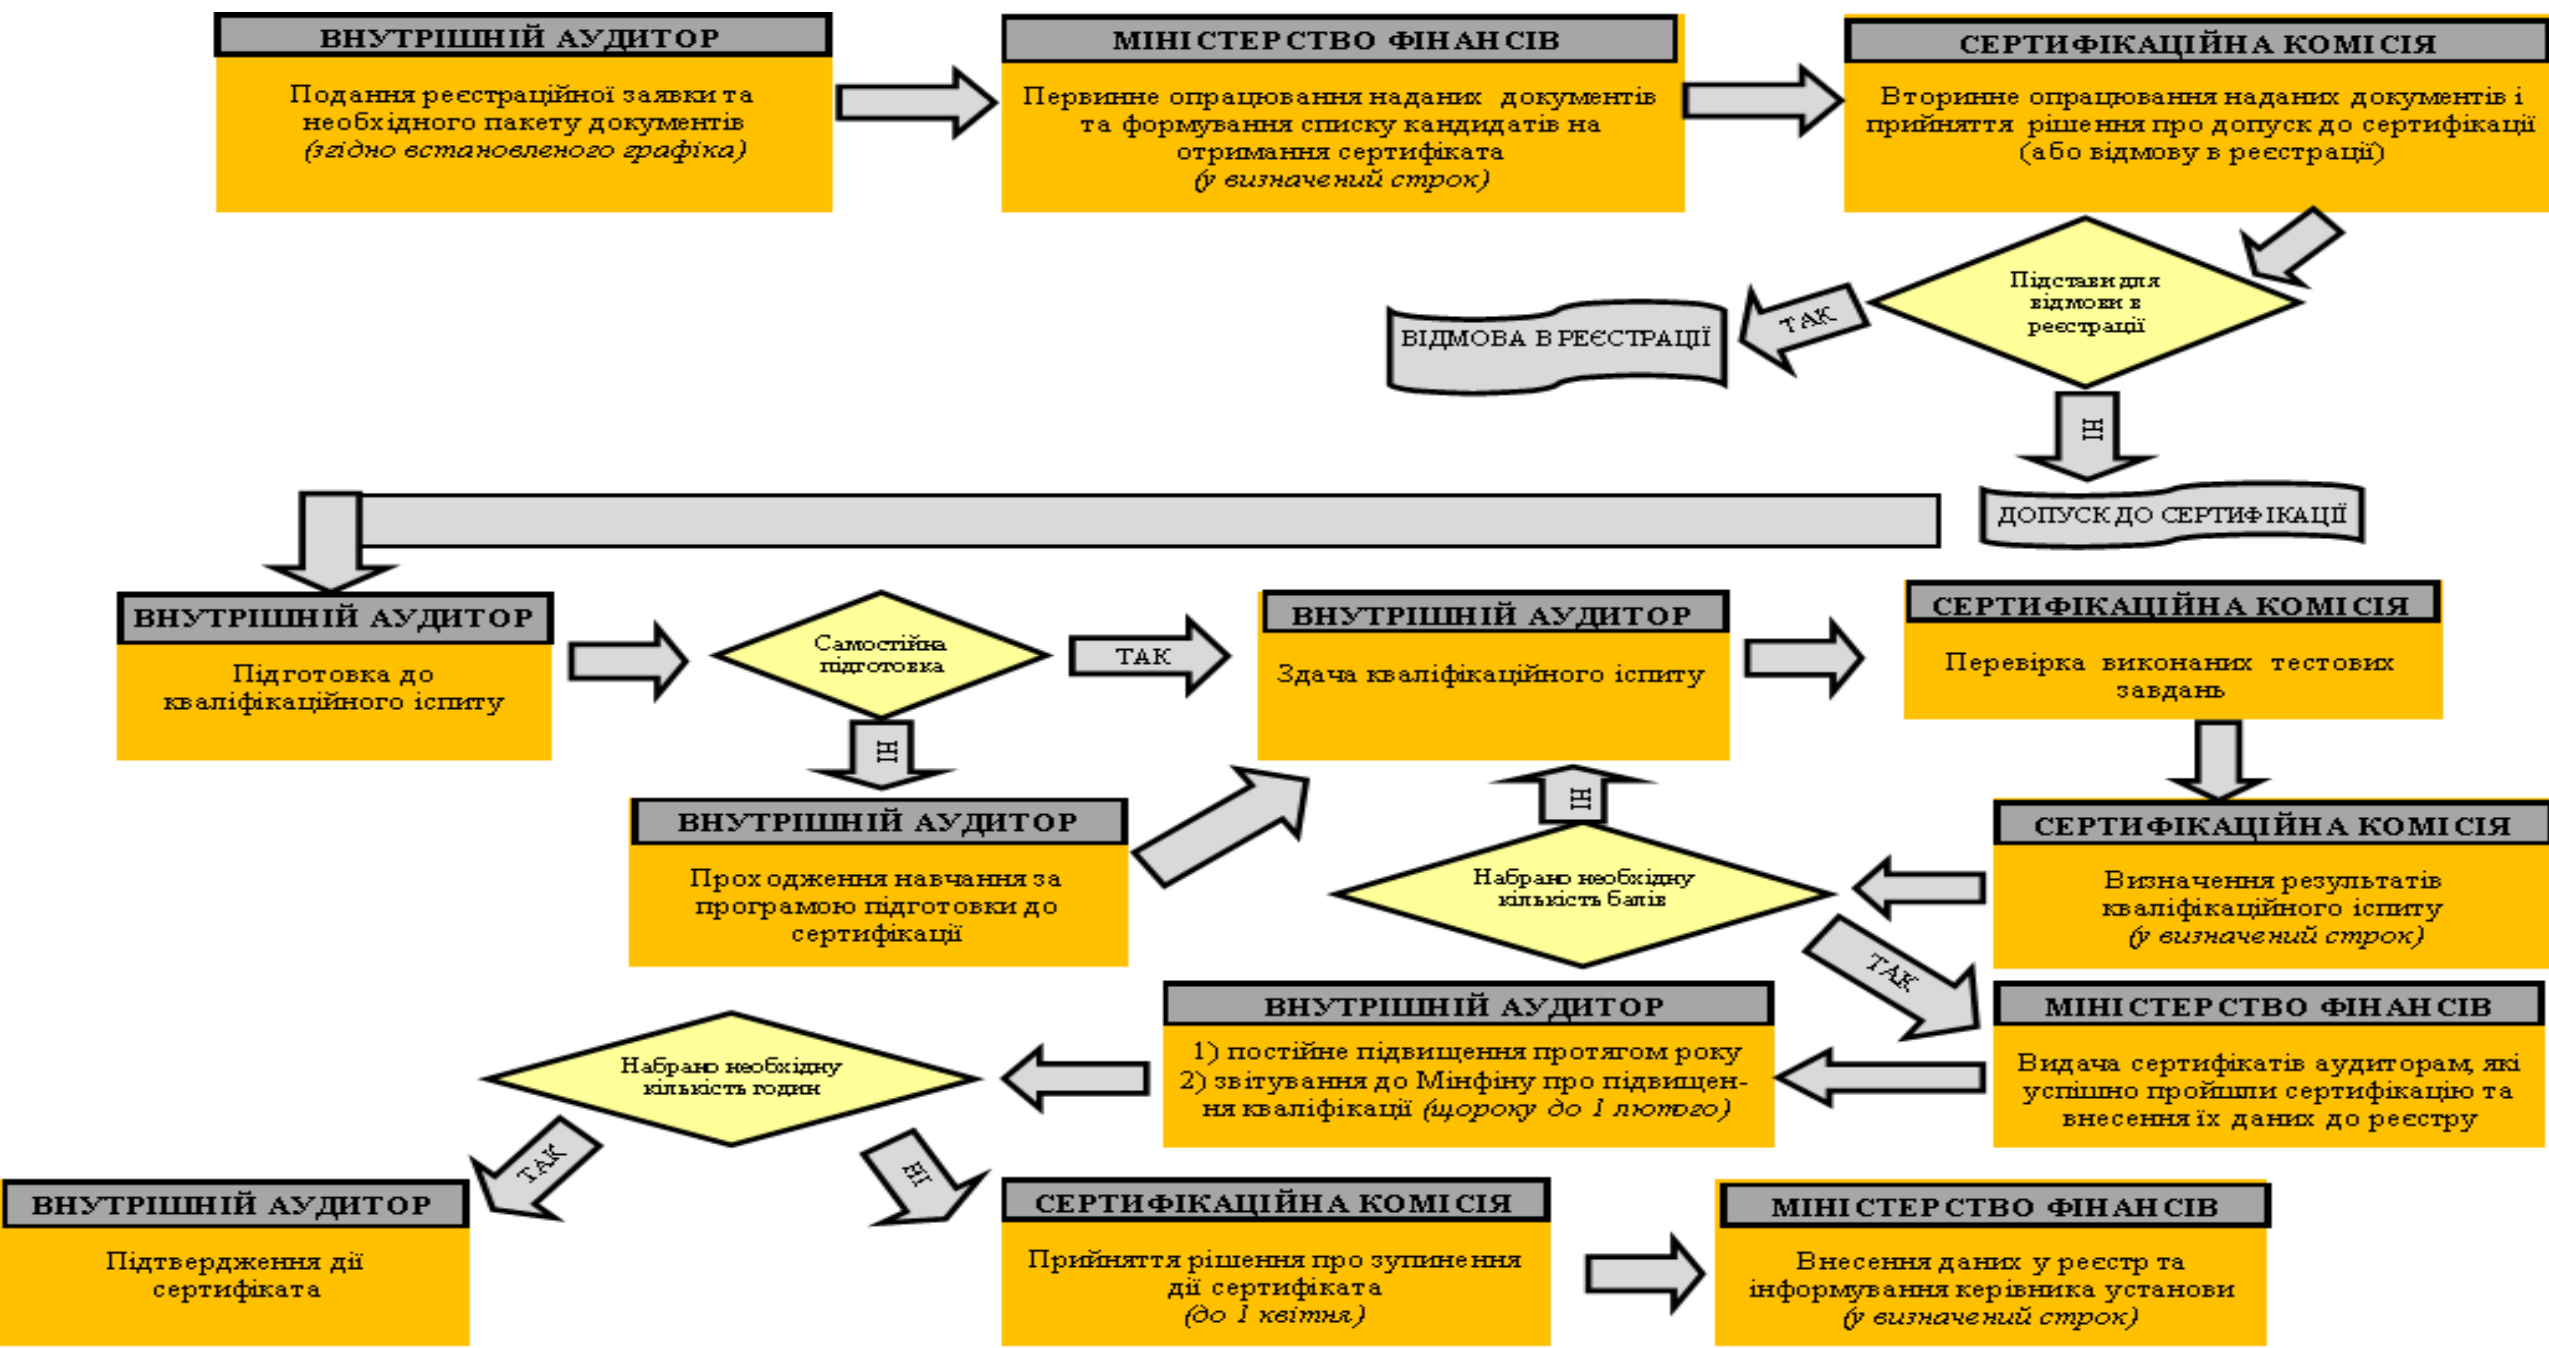 ВНУТРІШНІЙ АУДИТОР
Подання реєстраційної заявки та
необхідного пакету документів
(згідно встановленого графіка)
МІНІСТЕРСТВО ФІНАНСІВ
Первинне опрацювання наданих документів
та формування списку кандидатів на
отримання сертифіката
(у визначений строк)
СЕРТИФІКАЦІЙНА КОМІСІЯ
Вторинне опрацювання наданих документів і
прийняття рішення про допуск до сертифікації
(або відмову в реєстрації)
Підстави для
відмови в
реєстрації
ТАК
ВІДМОВА В РЕЄСТРАЦІЇ
НІ
ДОПУСК ДО СЕРТИФІКАЦІЇ
ВНУТРІШНІЙ АУДИТОР
Підготовка до
кваліфікаційного іспиту
Самостійна
підготовка
ТАК
НІ
ВНУТРІШНІЙ АУДИТОР
Здача кваліфікаційного іспиту
СЕРТИФІКАЦІЙНА КОМІСІЯ
Перевірка виконаних тестових
завдань
ВНУТРІШНІЙ АУДИТОР
Проходження навчання за
програмою підготовки до
сертифікації
НІ
Набрано необхідну
кількість балів
ТАК
СЕРТИФІКАЦІЙНА КОМІСІЯ
Визначення результатів
кваліфікаційного іспиту
(у визначений строк)
МІНІСТЕРСТВО ФІНАНСІВ
Видача сертифікатів аудиторам, які
успішно пройшли сертифікацію та
внесення їх даних до реєстру
ВНУТРІШНІЙ АУДИТОР
1) постійне підвищення протягом року
2) звітування до Мінфіну про підвищен-
ня кваліфікації (щороку до 1 лютого)
Набрано необхідну
кількість годин
ТАК
НІ
ВНУТРІШНІЙ АУДИТОР
Підтвердження дії
сертифіката
СЕРТИФІКАЦІЙНА КОМІСІЯ
Прийняття рішення про зупинення
дії сертифіката
(до 1 квітня)
МІНІСТЕРСТВО ФІНАНСІВ
Внесення даних у реєстр та
інформування керівника установи
(у визначений строк)